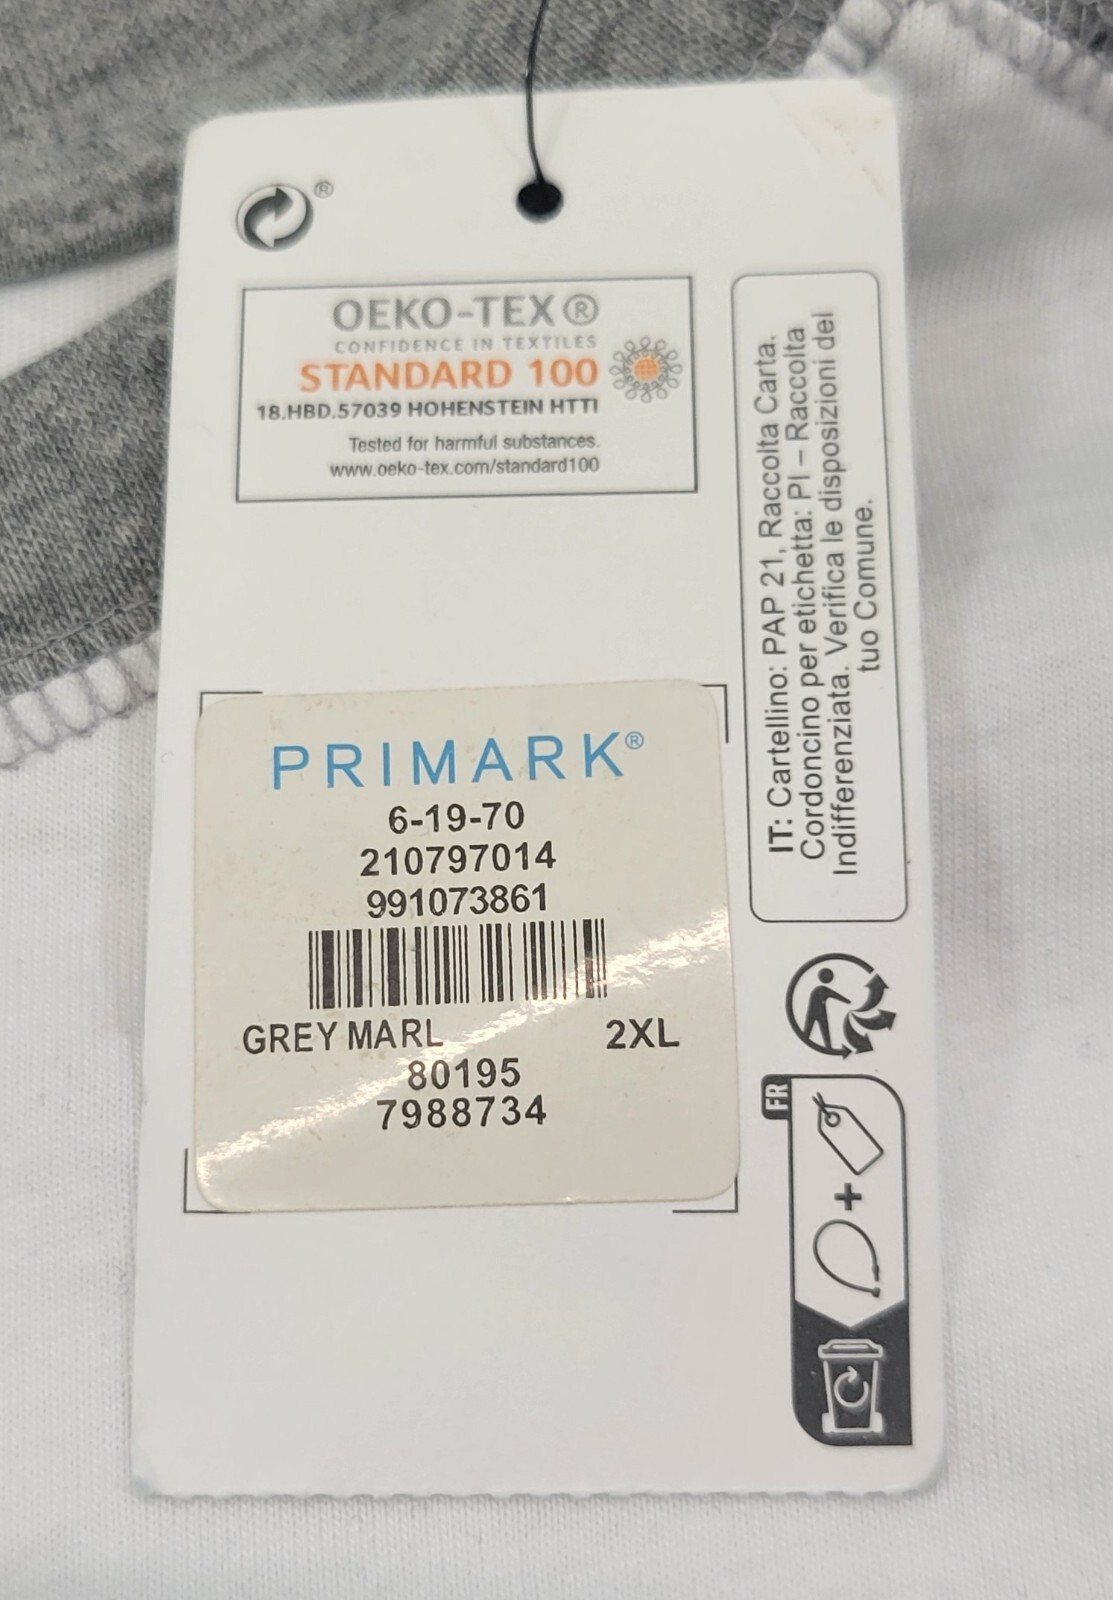 ®
OEKO-TEX®
CONFIDENCE IN TEXTILES
STANDARD 100
18.HBD.57039 HOHENSTEIN HTTI
Tested for harmful substances.
www.oeko-tex.com/standard100
IT: Cartellino: PAP 21, Raccolta Carta.
Cordoncino per etichetta: PI – Raccolta
Indifferenziata. Verifica le disposizioni del
tuo Comune.
PRIMARK®
6-19-70
210797014
991073861
GREY MARL 2XL
80195
7988734
FR
+